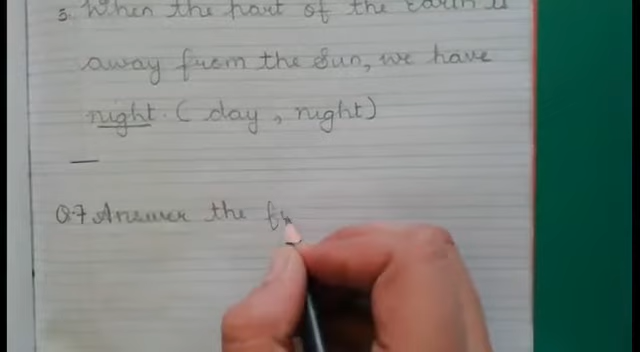 5. When the part of the Earth is
away from the Sun, we have
night. ( day, night)
Q.7 Answer the